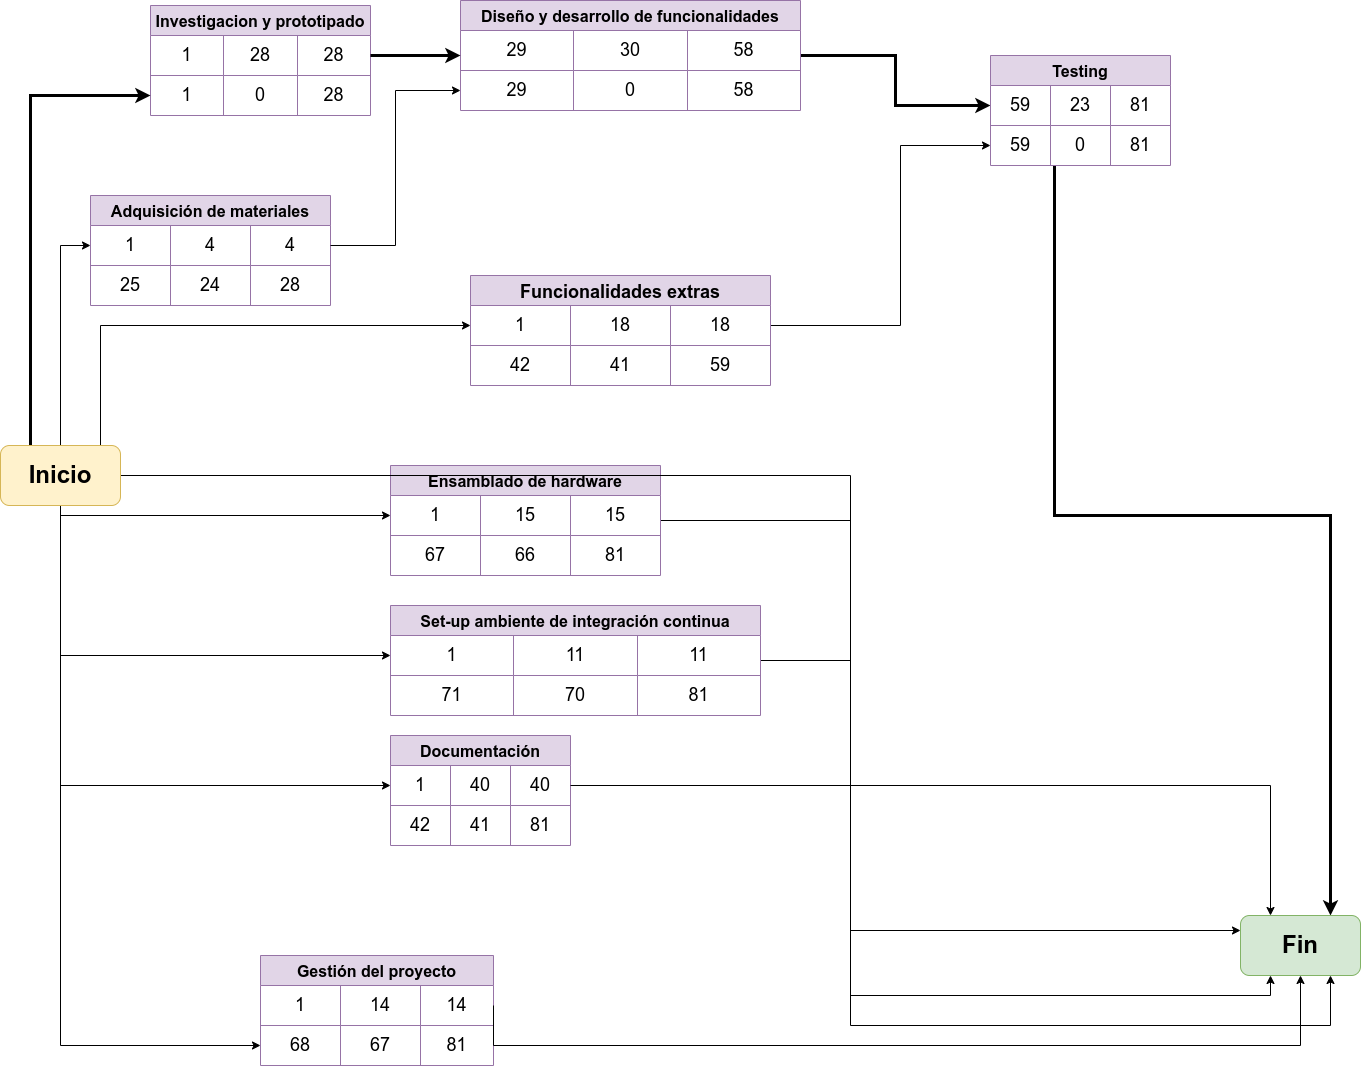 Investigacion y prototipado
1 28 28
1 0 28
Diseño y desarrollo de funcionalidades
29 30 58
29 0 58
Testing
59 23 81
59 0 81
Adquisición de materiales
1 4 4
25 24 28
Funcionalidades extras
1 18 18
42 41 59
Inicio
Ensamblado de hardware
1 15 15
67 66 81
Set-up ambiente de integración continua
1 11 11
71 70 81
Documentación
1 40 40
42 41 81
Fin
Gestión del proyecto
1 14 14
68 67 81